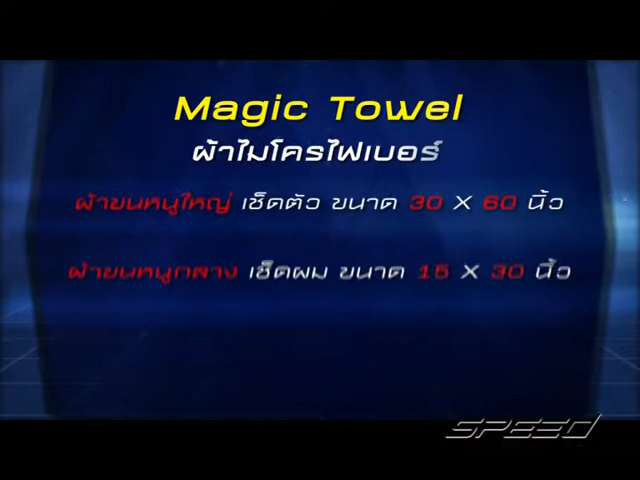 Magic Towel
ผ้าไมโครไฟเบอร์
ผ้าขนหนูใหญ่ เช็ดตัว ขนาด 30 X 60 นิ้ว
ผ้าขนหนูกลาง เช็ดผม ขนาด 15 X 30 นิ้ว
SPEED